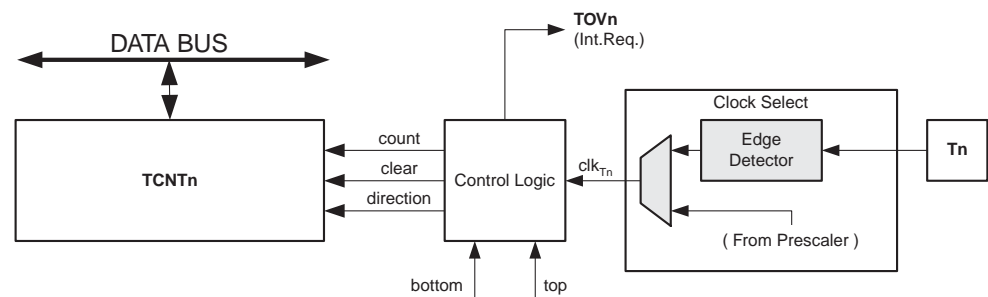 TOVn
(Int.Req.)
DATA BUS
Clock Select
count
Edge
Detector
Tn
TCNTn
clear
Control Logic
clkTn
direction
( From Prescaler )
bottom
top